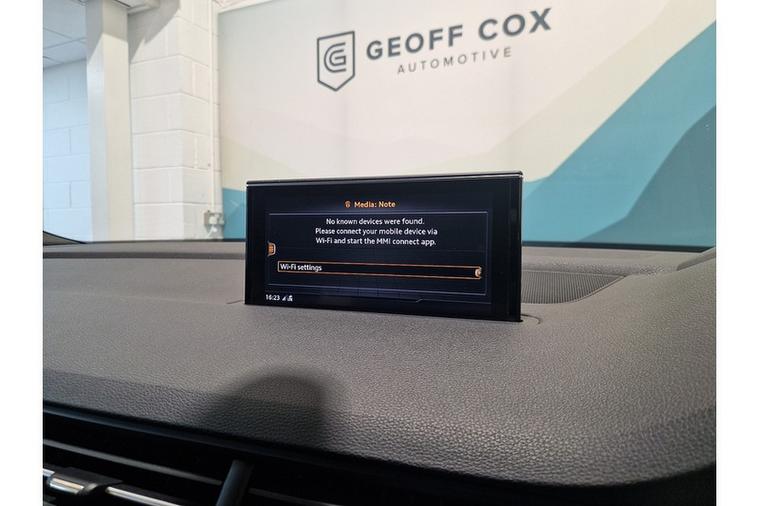 GEOFF COX
AUTOMOTIVE
Media: Note
No known devices were found.
Please connect your mobile device via
Wi-Fi and start the MMI connect app.
Wi-Fi settings
16:23